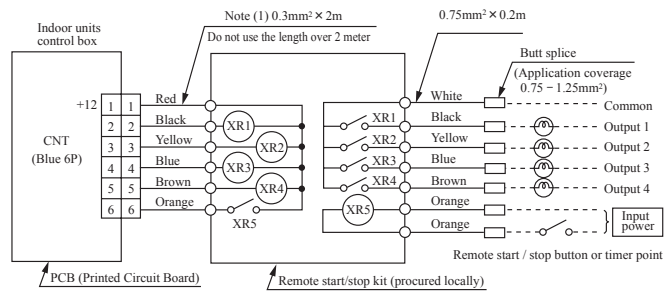 Note (1) 0.3mm² × 2m
0.75mm² × 0.2m
Indoor units
control box
Do not use the length over 2 meter
Butt splice
(Application coverage
0.75 − 1.25mm²)
CNT
(Blue 6P)
+12 1 1 Red
2 2 Black XR1
3 3 Yellow XR2
4 4 Blue XR3
5 5 Brown XR4
6 6 Orange XR5
White Common
XR1 Black Output 1
XR2 Yellow Output 2
XR3 Blue Output 3
XR4 Brown Output 4
XR5 Orange
Orange
Input
power
Remote start / stop button or timer point
PCB (Printed Circuit Board)
Remote start/stop kit (procured locally)